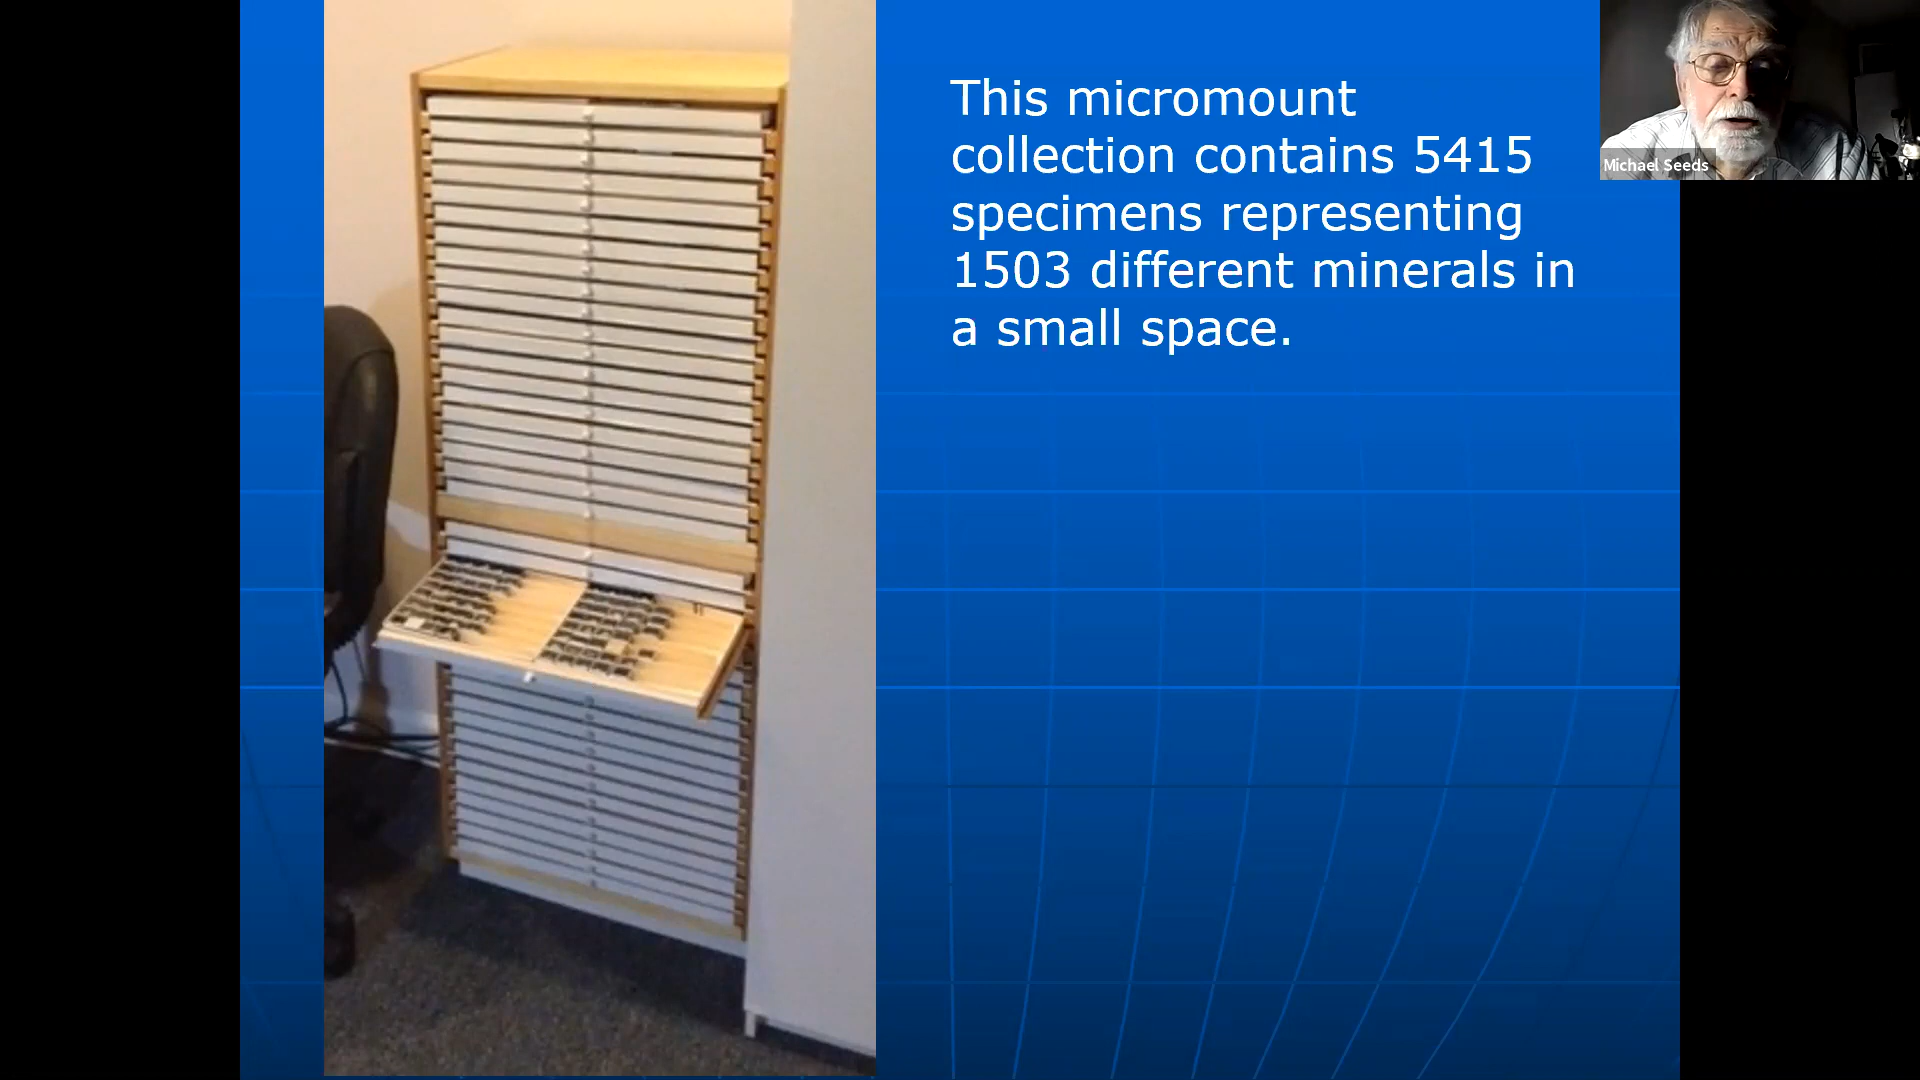 This micromount
collection contains 5415
specimens representing
1503 different minerals in
a small space.
Michael Seeds